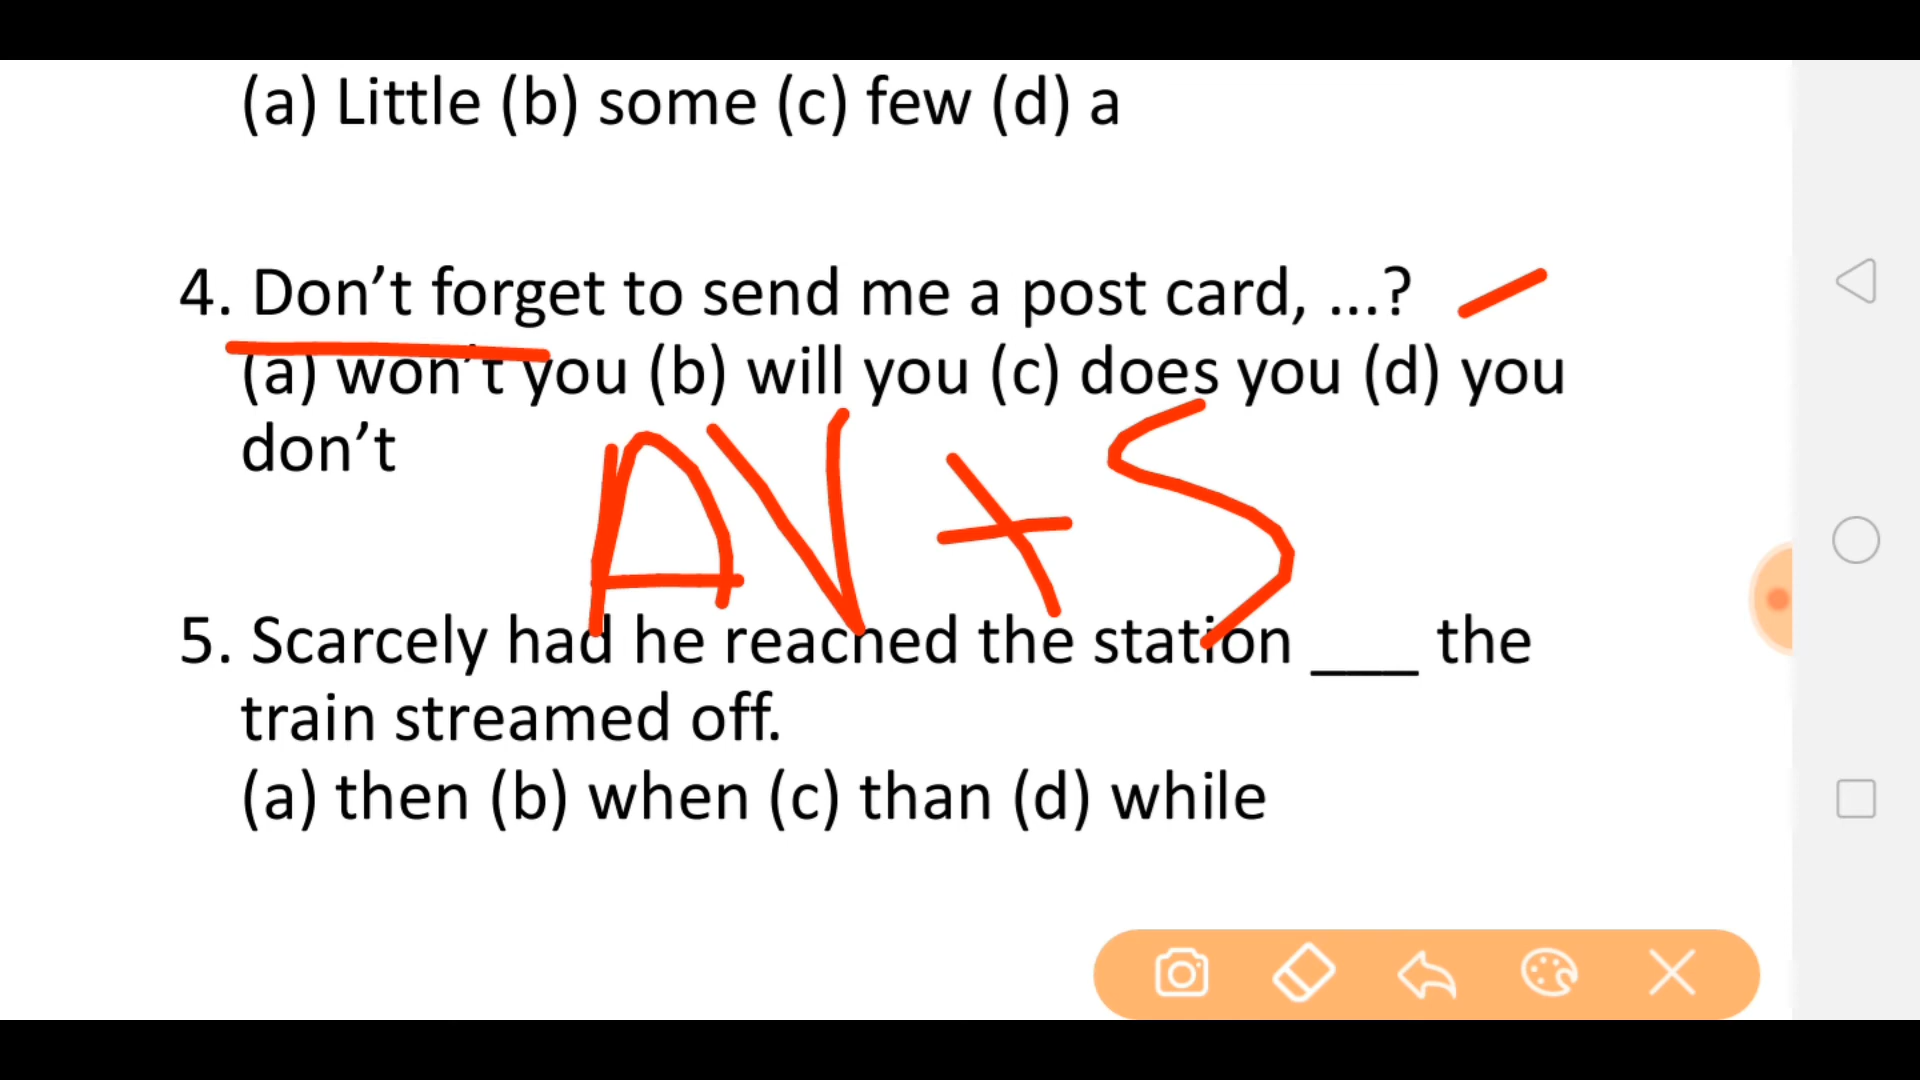 (a) Little (b) some (c) few (d) a
4. Don’t forget to send me a post card, ...?
(a) won’t you (b) will you (c) does you (d) you
don’t
AV + S
5. Scarcely had he reached the station ___ the
train streamed off.
(a) then (b) when (c) than (d) while